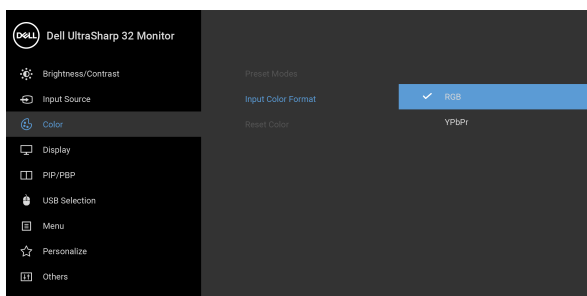 DELL Dell UltraSharp 32 Monitor
Brightness/Contrast
Input Source
Color
Display
PIP/PBP
USB Selection
Menu
Personalize
Others
Preset Modes
Input Color Format
Reset Color
RGB
YPbPr